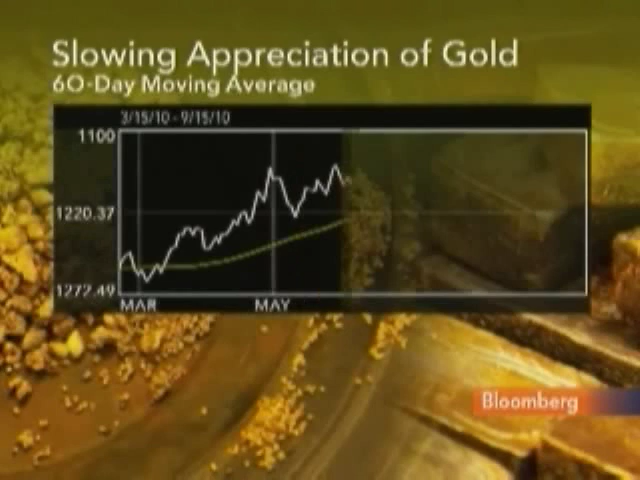 Slowing Appreciation of Gold
60-Day Moving Average
3/15/10 - 9/15/10
1100
1220.37
1272.49
MAR MAY
Bloomberg